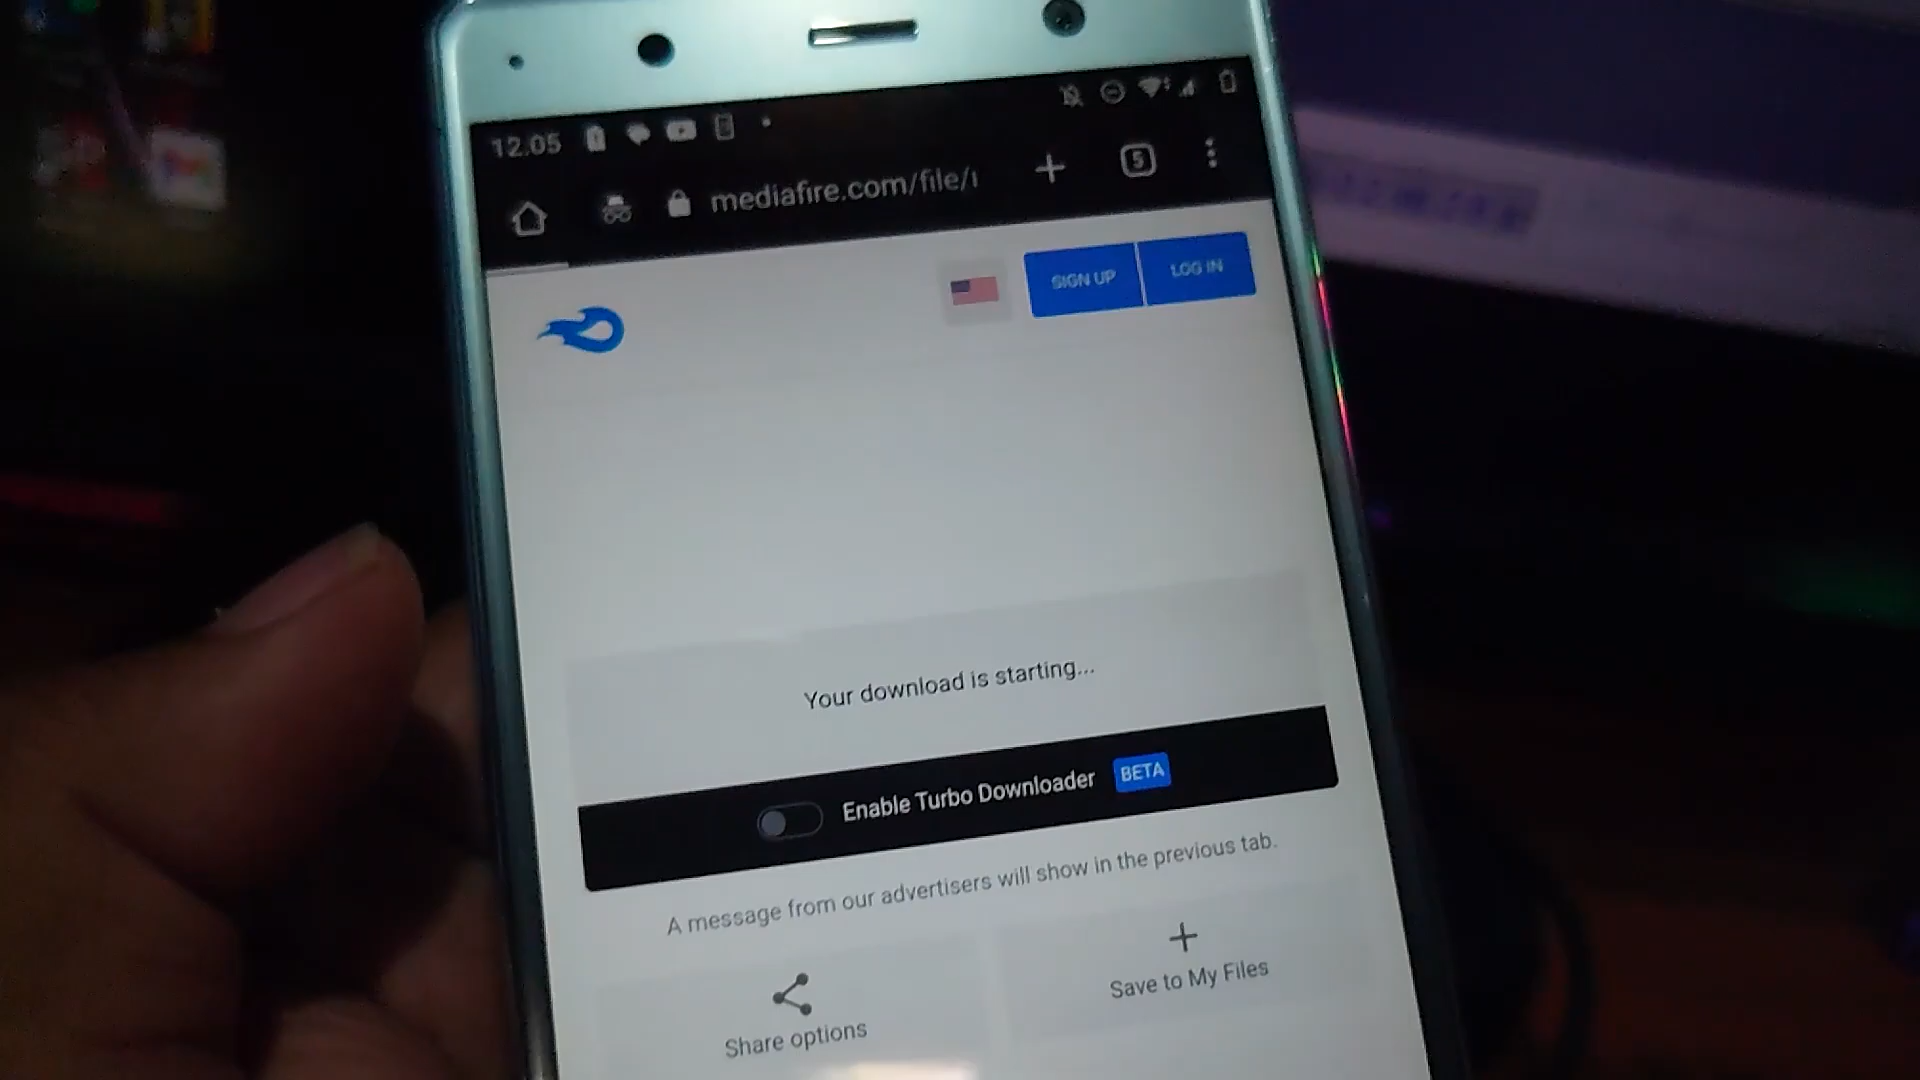 12.05
mediafire.com/file/
5
SIGN UP
LOG IN
Your download is starting...
Enable Turbo Downloader BETA
A message from our advertisers will show in the previous tab.
Share options
Save to My Files